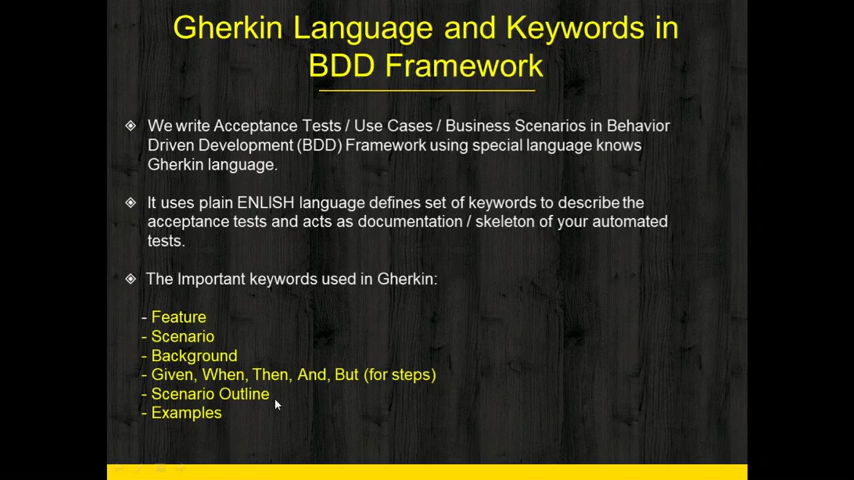 Gherkin Language and Keywords in
BDD Framework
We write Acceptance Tests / Use Cases / Business Scenarios in Behavior
Driven Development (BDD) Framework using special language knows
Gherkin language.
It uses plain ENLISH language defines set of keywords to describe the
acceptance tests and acts as documentation / skeleton of your automated
tests.
The Important keywords used in Gherkin:
- Feature
- Scenario
- Background
- Given, When, Then, And, But (for steps)
- Scenario Outline
- Examples